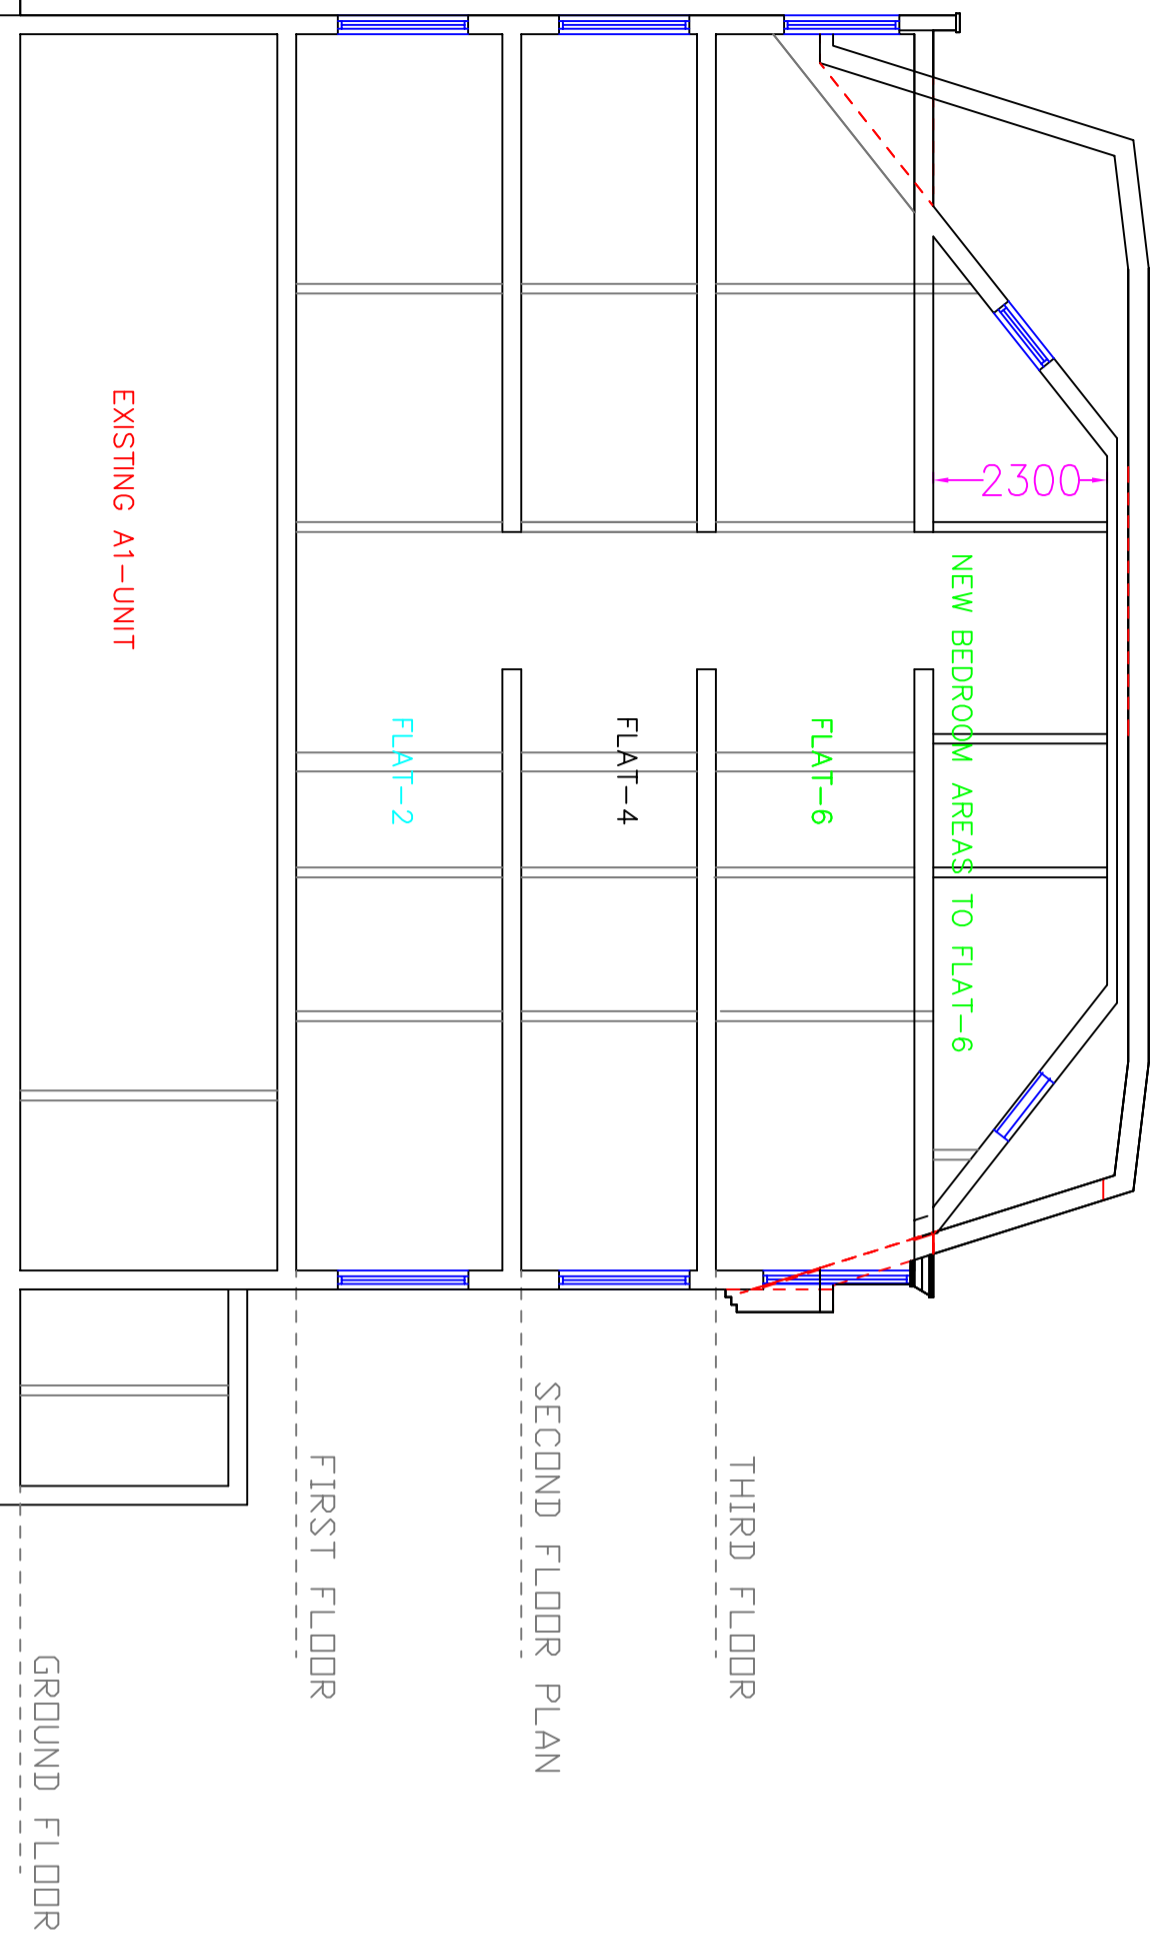 2300
NEW BEDROOM AREAS TO FLAT-6
FLAT-6
THIRD FLOOR
FLAT-4
SECOND FLOOR PLAN
FLAT-2
FIRST FLOOR
EXISTING A1-UNIT
GROUND FLOOR